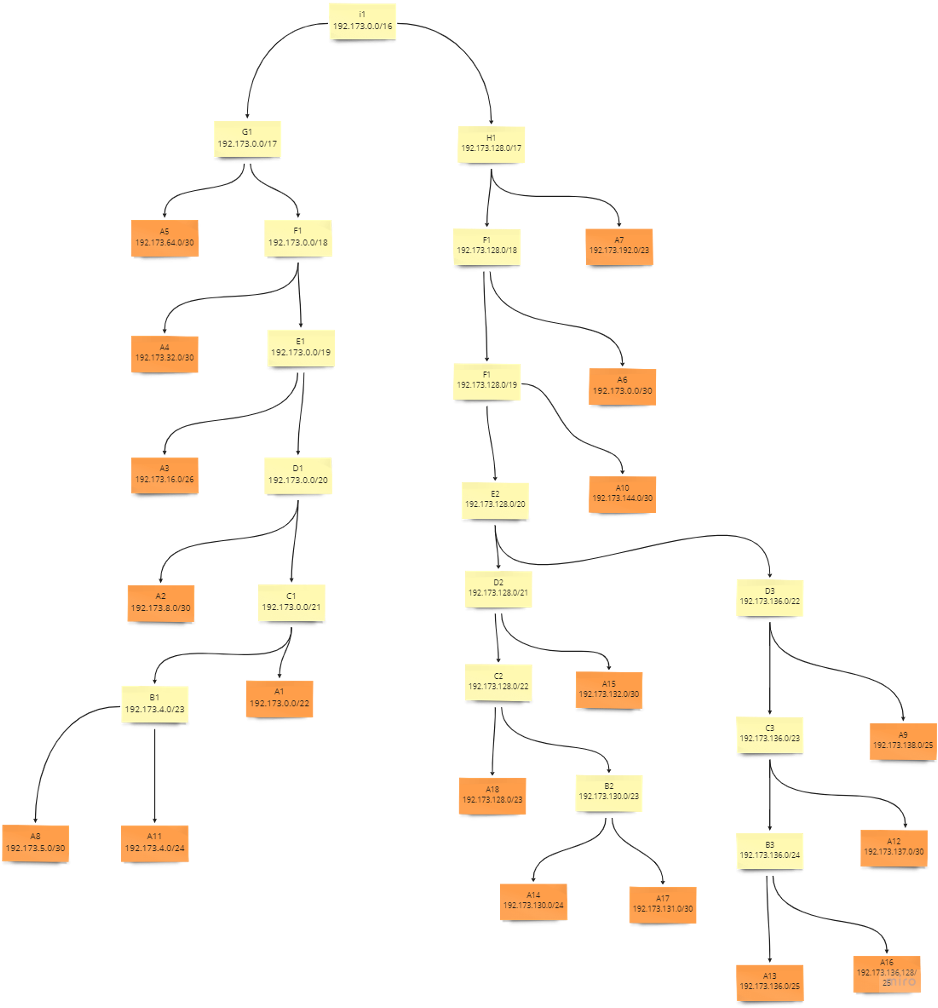 i1
192.173.0.0/16
G1
192.173.0.0/17
H1
192.173.128.0/17
A5
192.173.64.0/30
F1
192.173.0.0/18
F1
192.173.128.0/18
A7
192.173.192.0/23
A4
192.173.32.0/30
E1
192.173.0.0/19
F1
192.173.128.0/19
A6
192.173.0.0/30
A3
192.173.16.0/26
D1
192.173.0.0/20
E2
192.173.128.0/20
A10
192.173.144.0/30
A2
192.173.8.0/30
C1
192.173.0.0/21
D2
192.173.128.0/21
D3
192.173.136.0/22
B1
192.173.4.0/23
A1
192.173.0.0/22
C2
192.173.128.0/22
A15
192.173.132.0/30
C3
192.173.136.0/23
A9
192.173.138.0/25
A18
192.173.128.0/23
B2
192.173.130.0/23
A8
192.173.5.0/30
A11
192.173.4.0/24
B3
192.173.136.0/24
A12
192.173.137.0/30
A14
192.173.130.0/24
A17
192.173.131.0/30
A13
192.173.136.0/25
A16
192.173.136.128/
25
miro